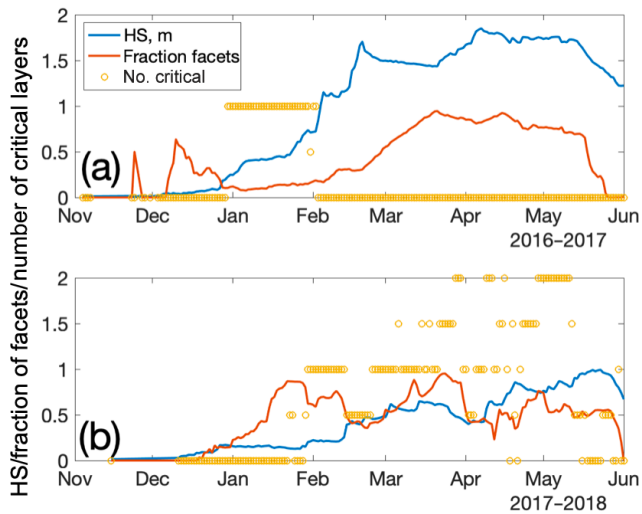 HS/fraction of facets/number of critical layers
2
1.5
1
0.5
0
HS, m
Fraction facets
No. critical
(a)
Nov Dec Jan Feb Mar Apr May Jun
2016–2017
2
1.5
1
0.5
0
(b)
Nov Dec Jan Feb Mar Apr May Jun
2017–2018